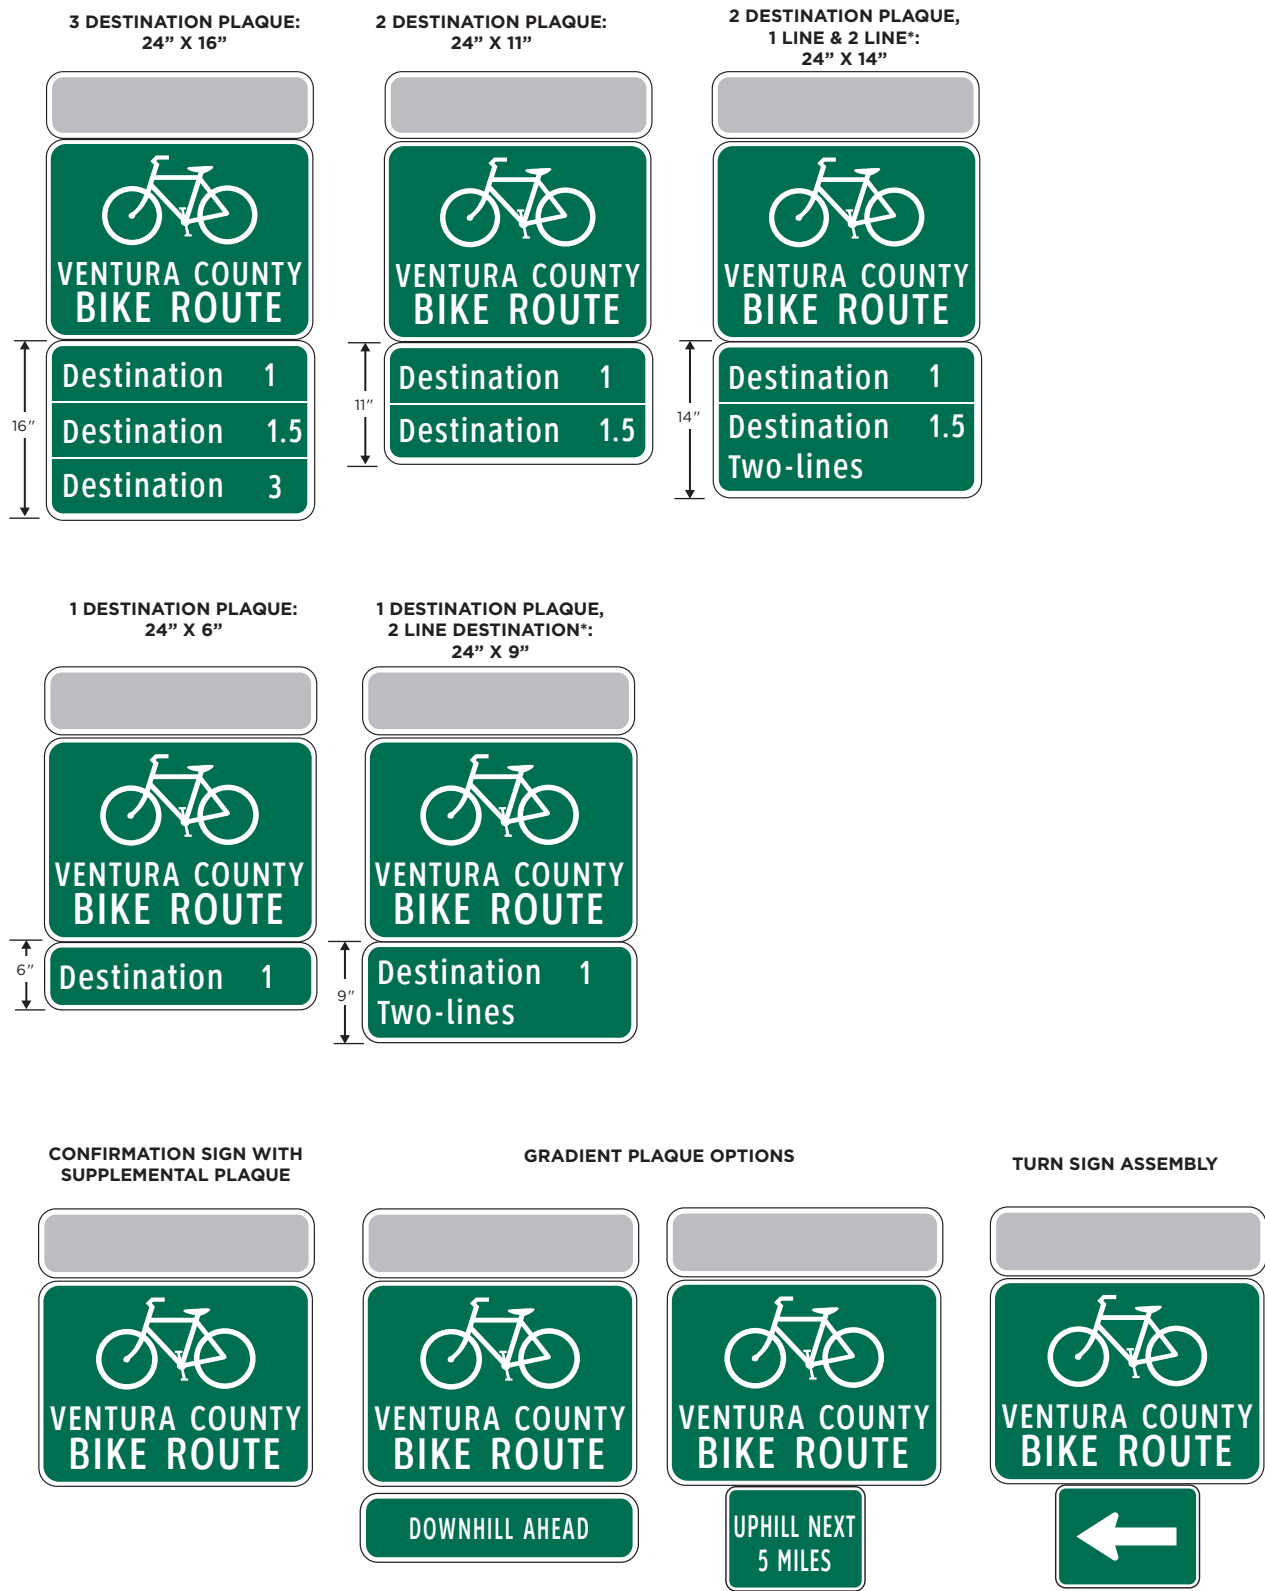 3 DESTINATION PLAQUE:
24” X 16”
VENTURA COUNTY
BIKE ROUTE
16”
Destination 1
Destination 1.5
Destination 3
2 DESTINATION PLAQUE:
24” X 11”
VENTURA COUNTY
BIKE ROUTE
11”
Destination 1
Destination 1.5
2 DESTINATION PLAQUE,
1 LINE & 2 LINE*:
24” X 14”
VENTURA COUNTY
BIKE ROUTE
14”
Destination 1
Destination 1.5
Two-lines
1 DESTINATION PLAQUE:
24” X 6”
VENTURA COUNTY
BIKE ROUTE
6”
Destination 1
1 DESTINATION PLAQUE,
2 LINE DESTINATION*:
24” X 9”
VENTURA COUNTY
BIKE ROUTE
9”
Destination 1
Two-lines
CONFIRMATION SIGN WITH
SUPPLEMENTAL PLAQUE
VENTURA COUNTY
BIKE ROUTE
GRADIENT PLAQUE OPTIONS
VENTURA COUNTY
BIKE ROUTE
DOWNHILL AHEAD
VENTURA COUNTY
BIKE ROUTE
UPHILL NEXT
5 MILES
TURN SIGN ASSEMBLY
VENTURA COUNTY
BIKE ROUTE